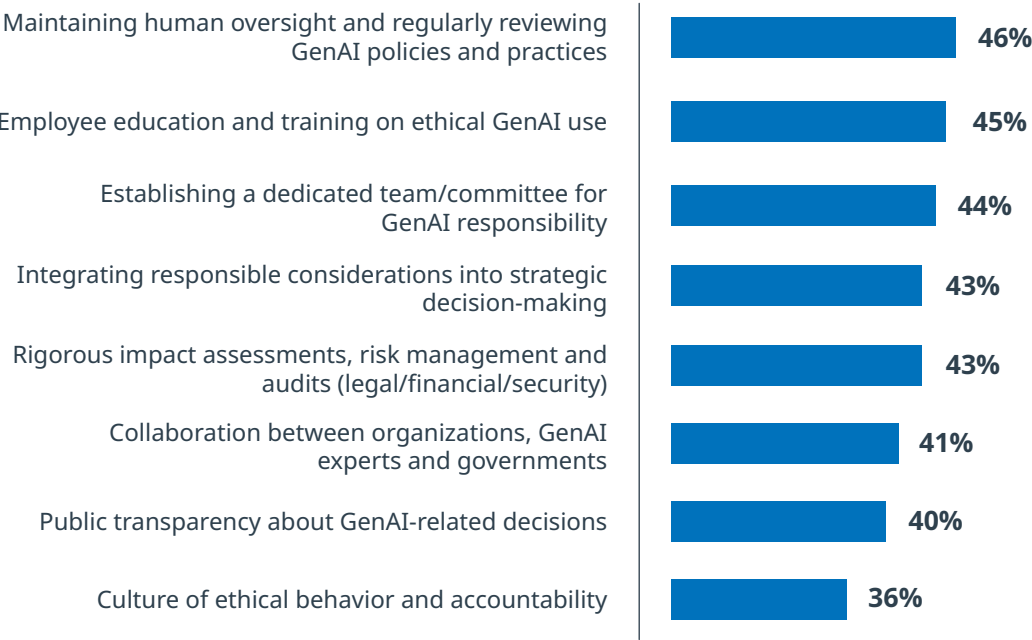 Maintaining human oversight and regularly reviewing
GenAI policies and practices
46%
Employee education and training on ethical GenAI use
45%
Establishing a dedicated team/committee for
GenAI responsibility
44%
Integrating responsible considerations into strategic
decision-making
43%
Rigorous impact assessments, risk management and
audits (legal/financial/security)
43%
Collaboration between organizations, GenAI
experts and governments
41%
Public transparency about GenAI-related decisions
40%
Culture of ethical behavior and accountability
36%